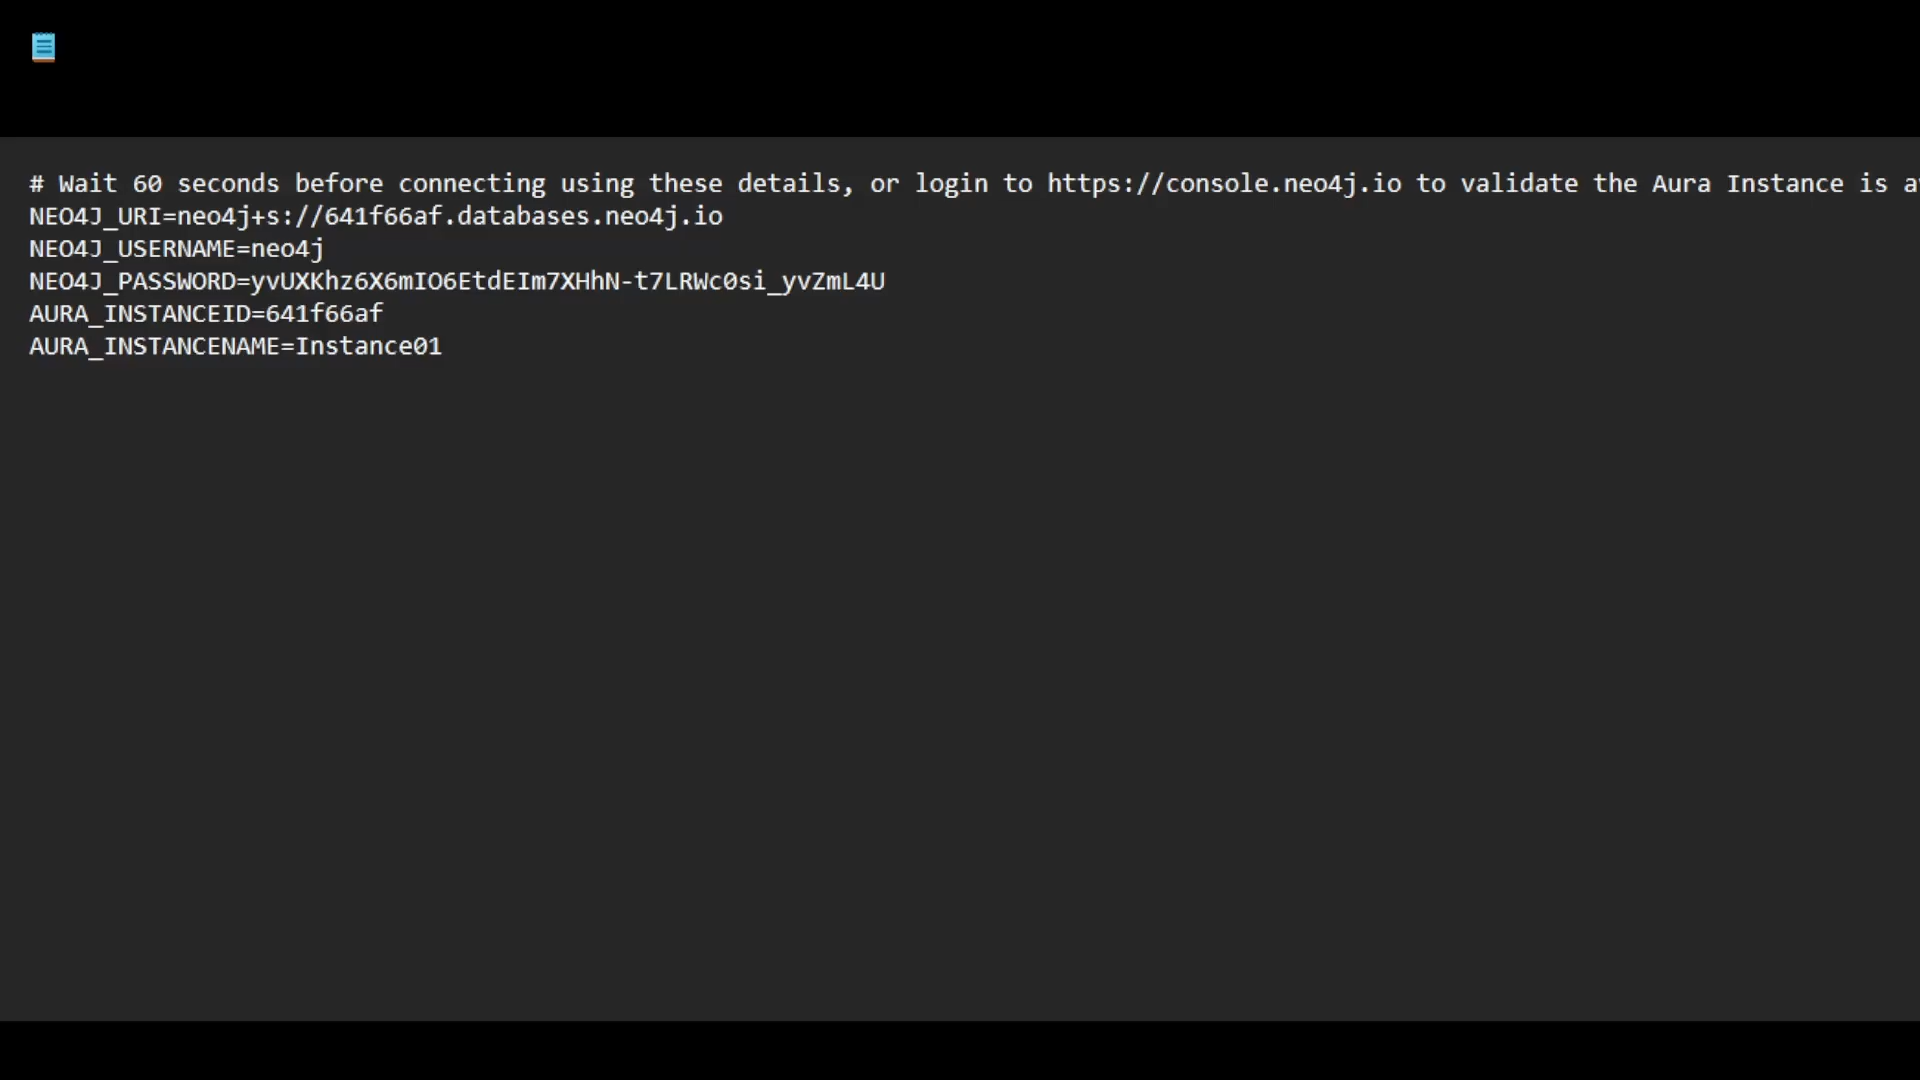 # Wait 60 seconds before connecting using these details, or login to https://console.neo4j.io to validate the Aura Instance is
NEO4J_URI=neo4j+s://641f66af.databases.neo4j.io
NEO4J_USERNAME=neo4j
NEO4J_PASSWORD=yvUXKhz6X6mIO6EtdEIm7XHhN-t7LRWc0si_yvZmL4U
AURA_INSTANCEID=641f66af
AURA_INSTANCENAME=Instance01